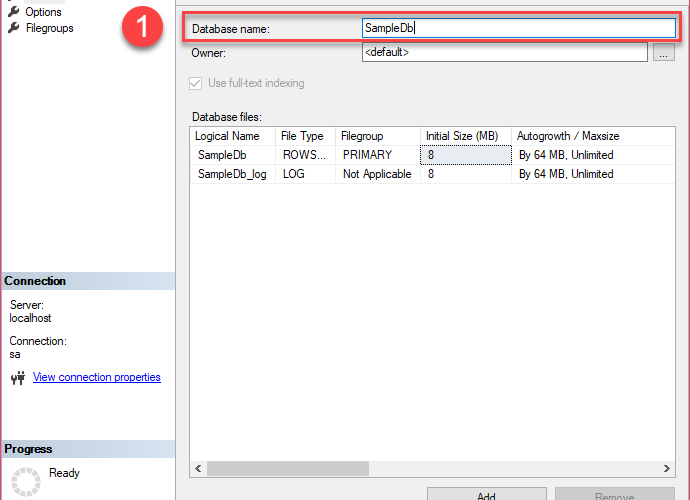 Options
Filegroups
1
Database name: SampleDb
Owner: <default> ...
Use full-text indexing
Database files:
Logical Name File Type Filegroup Initial Size (MB) Autogrowth / Maxsize
SampleDb ROWS... PRIMARY 8 By 64 MB, Unlimited
SampleDb_log LOG Not Applicable 8 By 64 MB, Unlimited
Connection
Server:
localhost
Connection:
sa
View connection properties
Progress
Ready
Add Remove